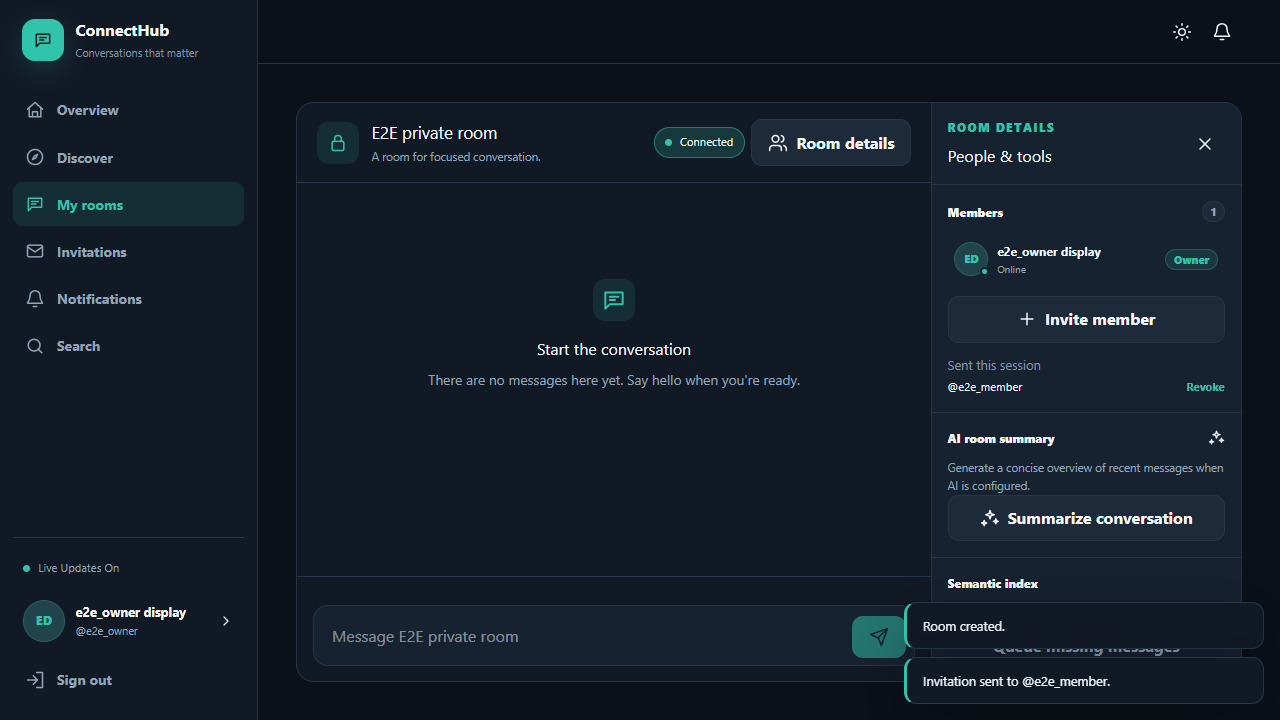 ConnectHub
Conversations that matter
Overview
Discover
My rooms
Invitations
Notifications
Search
Live Updates On
ED
e2e_owner display
@e2e_owner
Sign out
E2E private room
A room for focused conversation.
Connected
Room details
Start the conversation
There are no messages here yet. Say hello when you're ready.
Message E2E private room
ROOM DETAILS
People & tools
Members
1
ED
e2e_owner display
Online
Owner
Invite member
Sent this session
@e2e_member
Revoke
AI room summary
Generate a concise overview of recent messages when
AI is configured.
Summarize conversation
Semantic index
Room created.
Queue missing messages
Invitation sent to @e2e_member.